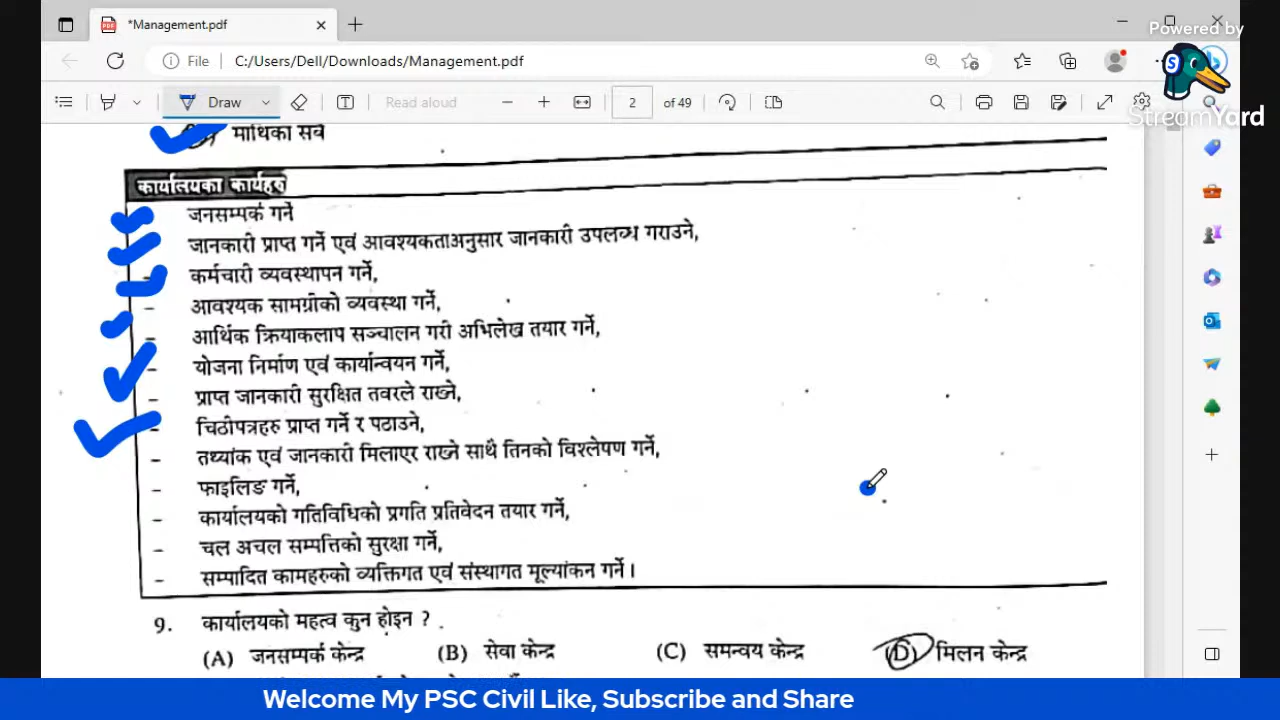 *Management.pdf
Powered by
File C:/Users/Dell/Downloads/Management.pdf
Draw Read aloud 2 of 49
StreamYard
माथिका सवै
कार्यालयका कार्यहरु
जनसम्पर्क गर्ने
जानकारी प्राप्त गर्ने एवं आवश्यकताअनुसार जानकारी उपलब्ध गराउने,
- कर्मचारी व्यवस्थापन गर्ने,
- आवश्यक सामग्रीको व्यवस्था गर्ने,
- आर्थिक क्रियाकलाप सञ्चालन गरी अभिलेख तयार गर्ने,
- योजना निर्माण एवं कार्यान्वयन गर्ने,
- प्राप्त जानकारी सुरक्षित तवरले राख्ने,
- चिठीपत्रहरु प्राप्त गर्ने र पठाउने,
- तथ्यांक एवं जानकारी मिलाएर राख्ने साथै तिनको विश्लेषण गर्ने,
- फाइलिङ गर्ने,
- कार्यालयको गतिविधिको प्रगति प्रतिवेदन तयार गर्ने,
- चल अचल सम्पत्तिको सुरक्षा गर्ने,
- सम्पादित कामहरुको व्यक्तिगत एवं संस्थागत मूल्यांकन गर्ने।
9. कार्यालयको महत्व कुन होइन ?
(A) जनसम्पर्क केन्द्र (B) सेवा केन्द्र (C) समन्वय केन्द्र (D) मिलन केन्द्र
Welcome My PSC Civil Like, Subscribe and Share